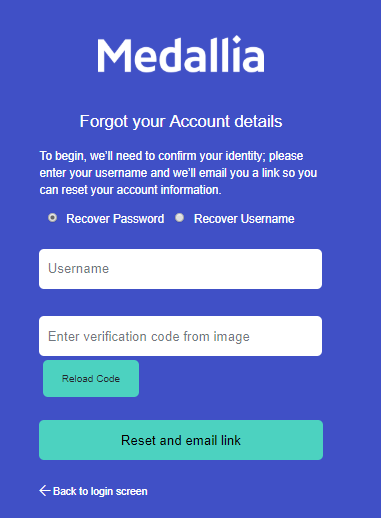 Medallia
Forgot your Account details
To begin, we'll need to confirm your identity; please
enter your username and we'll email you a link so you
can reset your account information.
Recover Password Recover Username
Username
Enter verification code from image
Reload Code
Reset and email link
Back to login screen